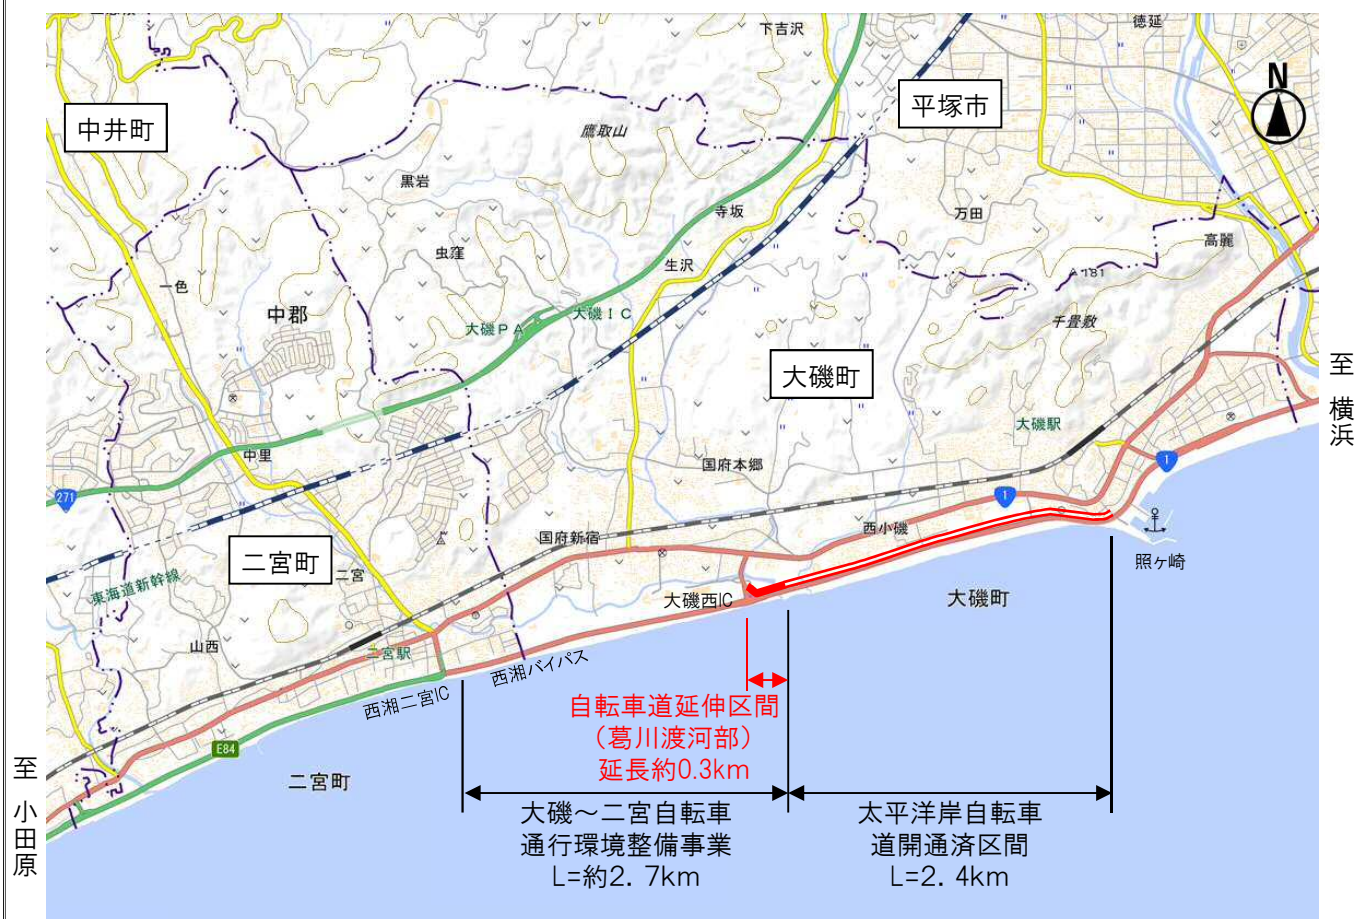 下吉沢
徳延
N
中井町
平塚市
鷹取山
黒岩
寺坂
万田
高麗
虫窪
生沢
181
一色
中郡
大磯PA
大磯IC
千畳敷
大磯町
至
横浜
大磯駅
中里
国府本郷
1
271
1
西小磯
国府新宿
照ヶ崎
二宮町
二宮
東海道新幹線
大磯西IC
大磯町
山西
二宮駅
西湘バイパス
西湘二宮IC
自転車道延伸区間
(葛川渡河部)
延長約0.3km
E84
至
小田原
二宮町
大磯~二宮自転車
通行環境整備事業
L=約2.7km
太平洋岸自転車
道開通済区間
L=2.4km